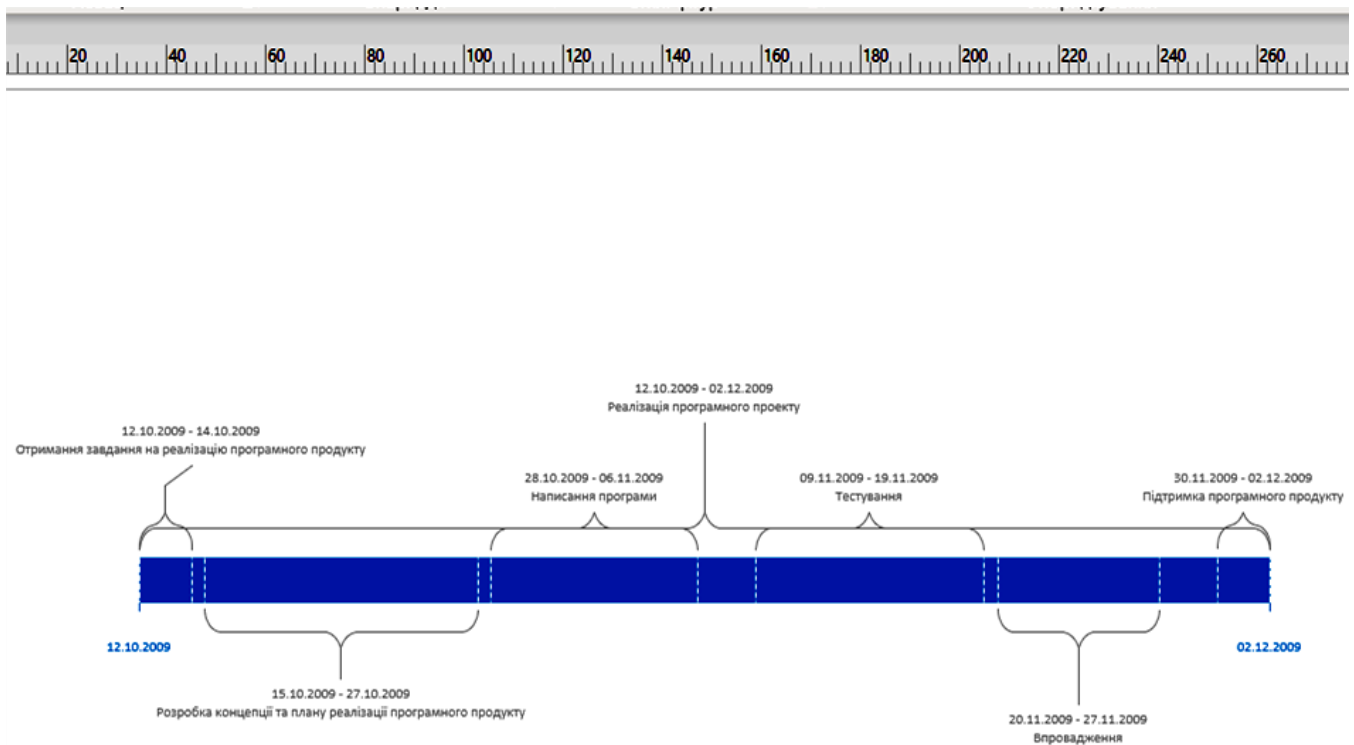 20 40 60 80 100 120 140 160 180 200 220 240 260
12.10.2009 - 02.12.2009
Реалізація програмного проекту
12.10.2009 - 14.10.2009
Отримання завдання на реалізацію програмного продукту
28.10.2009 - 06.11.2009
Написання програми
09.11.2009 - 19.11.2009
Тестування
30.11.2009 - 02.12.2009
Підтримка програмного продукту
12.10.2009
02.12.2009
15.10.2009 - 27.10.2009
Розробка концепції та плану реалізації програмного продукту
20.11.2009 - 27.11.2009
Впровадження